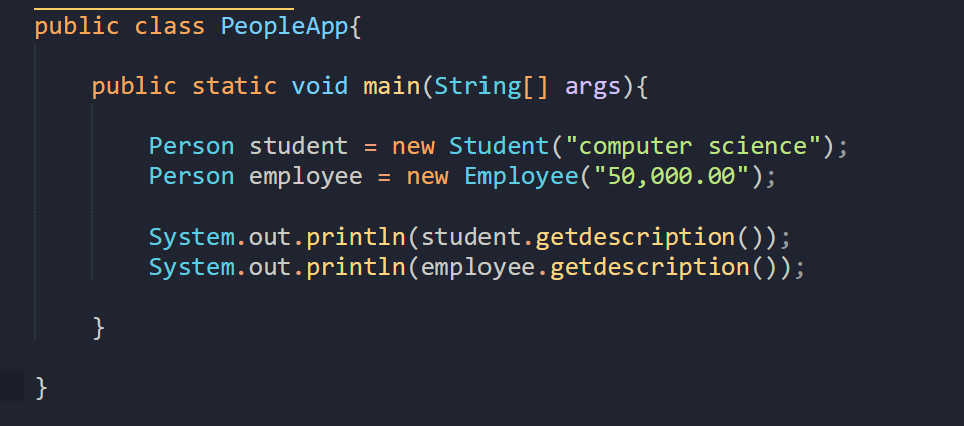 public class PeopleApp{
public static void main(String[] args){
Person student = new Student("computer science");
Person employee = new Employee("50,000.00");
System.out.println(student.getdescription());
System.out.println(employee.getdescription());
}
}